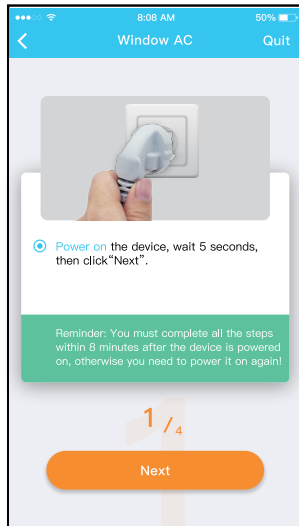 8:08 AM
50%
Window AC
Quit
Power on the device, wait 5 seconds,
then click“Next”.
Reminder: You must complete all the steps
within 8 minutes after the device is powered
on, otherwise you need to power it on again!
1/4
Next